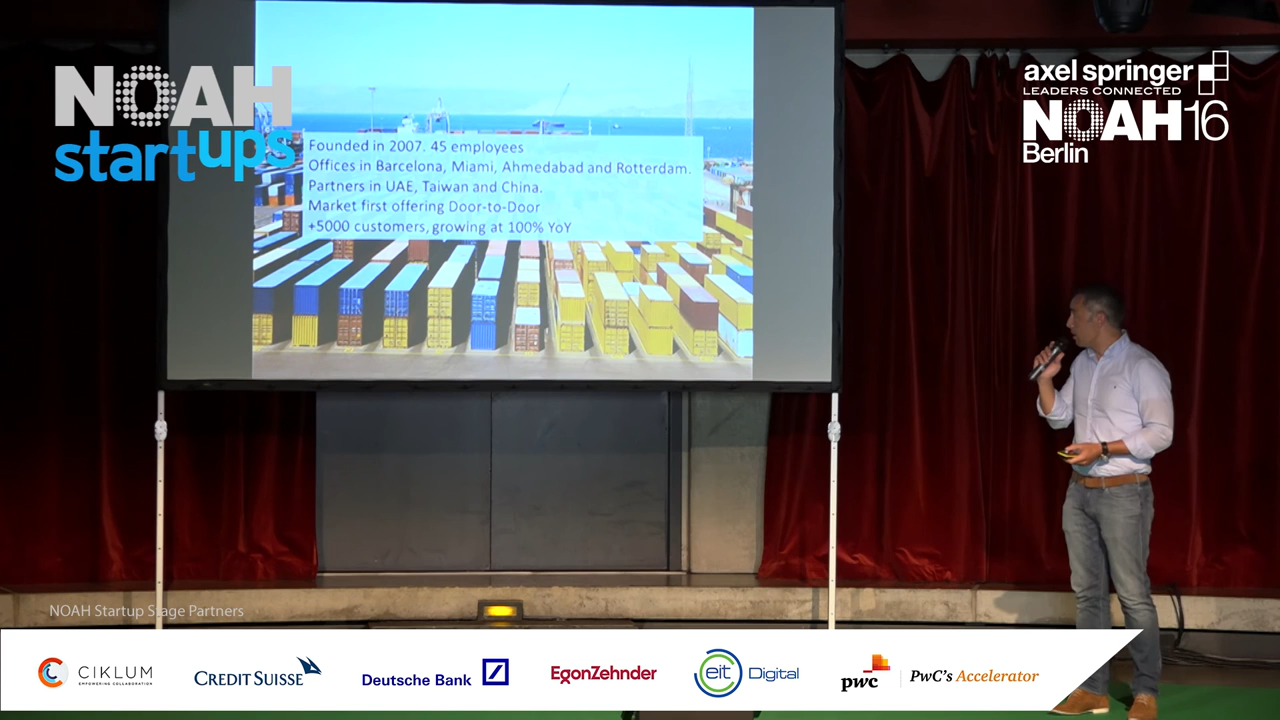 NOAH
startups
axel springer
LEADERS CONNECTED
NOAH16
Berlin
Founded in 2007. 45 employees
Offices in Barcelona, Miami, Ahmedabad and Rotterdam.
Partners in UAE, Taiwan and China.
Market first offering Door-to-Door
+5000 customers, growing at 100% YoY
NOAH Startup Stage Partners
CIKLUM
EMPOWERING COLLABORATION
CREDIT SUISSE
Deutsche Bank
EgonZehnder
eit Digital
pwc
PwC's Accelerator